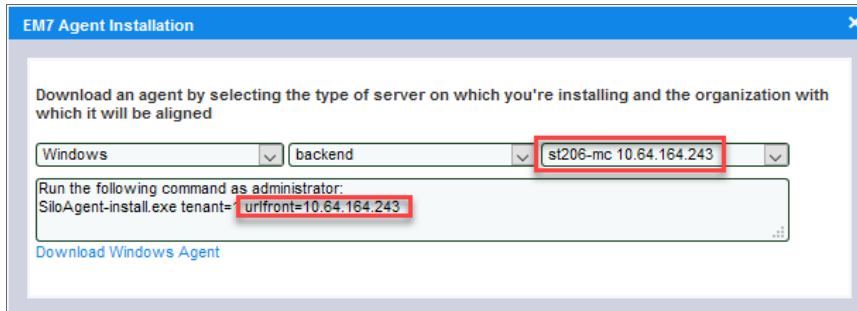 EM7 Agent Installation
Download an agent by selecting the type of server on which you're installing and the organization with
which it will be aligned
Windows backend st206-mc 10.64.164.243
Run the following command as administrator:
SiloAgent-install.exe tenant= urlfront=10.64.164.243
Download Windows Agent